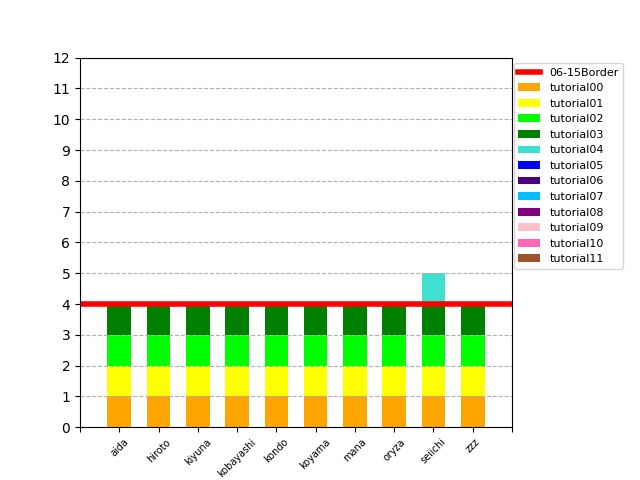 12
11
10
9
8
7
6
5
4
3
2
1
0
aida
hiroto
kiyuna
kobayashi
kondo
koyama
mana
oryza
seiichi
zzz
06-15Border
tutorial00
tutorial01
tutorial02
tutorial03
tutorial04
tutorial05
tutorial06
tutorial07
tutorial08
tutorial09
tutorial10
tutorial11